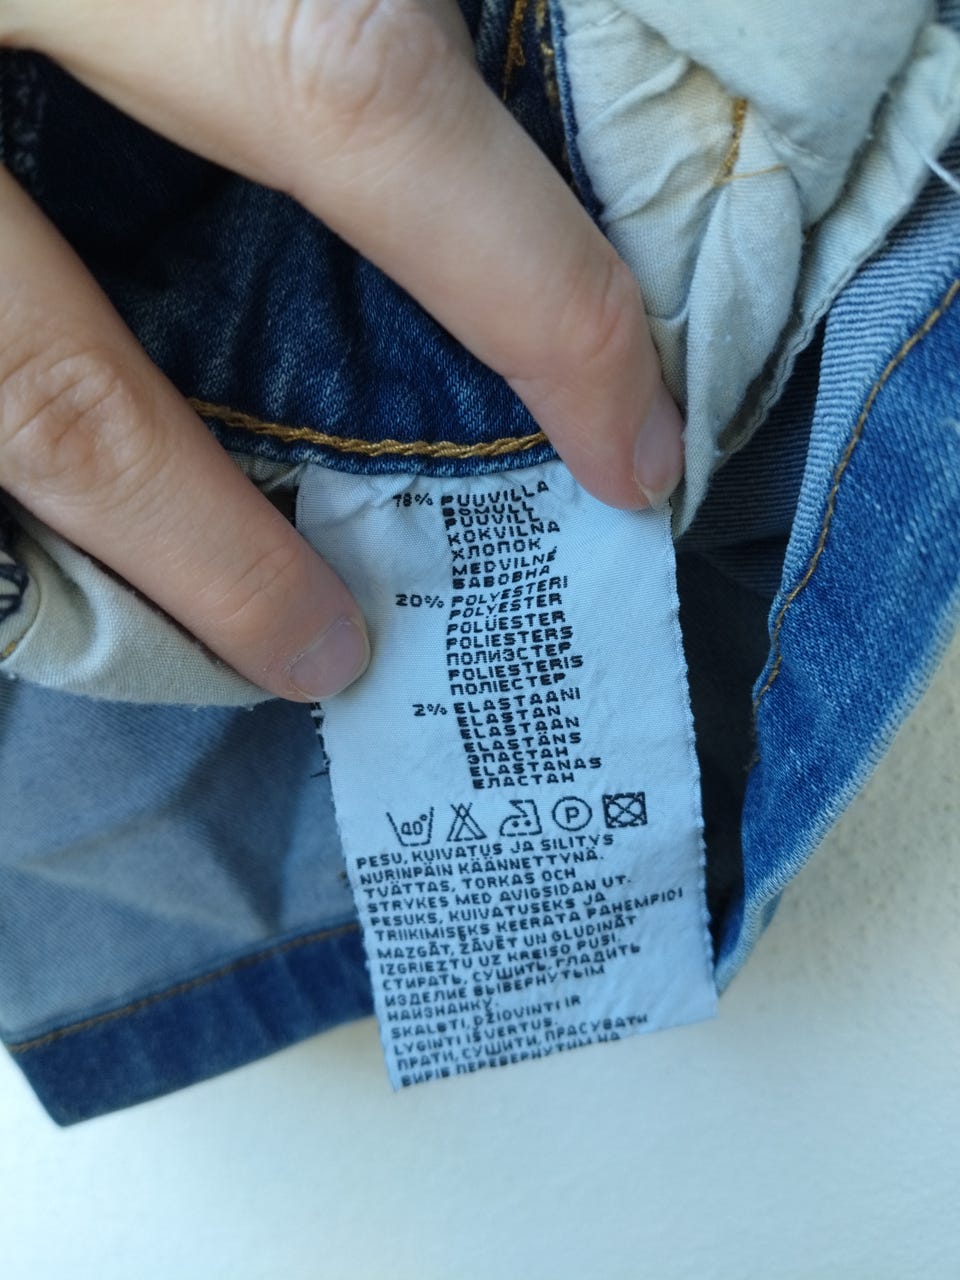 78% PUUVILLA
BOMULL
PUUVILL
KOKVILNA
ХЛОПОК
MEDVILNĖ
БАВОВНА
20% POLYESTERI
POLYESTER
POLÜESTER
POLIESTERS
ПОЛИЭСТЕР
POLIESTERIS
ПОЛІЕСТЕР
2% ELASTAANI
ELASTAN
ELASTAAN
ELASTĀNS
ЭЛАСТАН
ELASTANAS
ЕЛАСТАН
40° P
PESU, KUIVATUS JA SILITYS
NURINPÄIN KÄÄNNETTYNÄ.
TVÄTTAS, TORKAS OCH
STRYKES MED AVIGSIDAN UT.
PESUKS, KUIVATUSEKS JA
TRIIKIMISEKS KEERATA PAHEMPIDI
MAZGĀT, ŽĀVĒT UN GLUDINĀT
IZGRIEZTU UZ KREISO PUSI.
СТИРАТЬ, СУШИТЬ, ГЛАДИТЬ
ИЗДЕЛИЕ ВЫВЕРНУТЫМ
НАИЗНАНКУ.
SKALBTI, DŽIOVINTI IR
LYGINTI IŠVERTUS.
ПРАТИ, СУШИТИ, ПРАСУВАТИ
ВИРІБ ПЕРЕВЕРНУТИМ НА